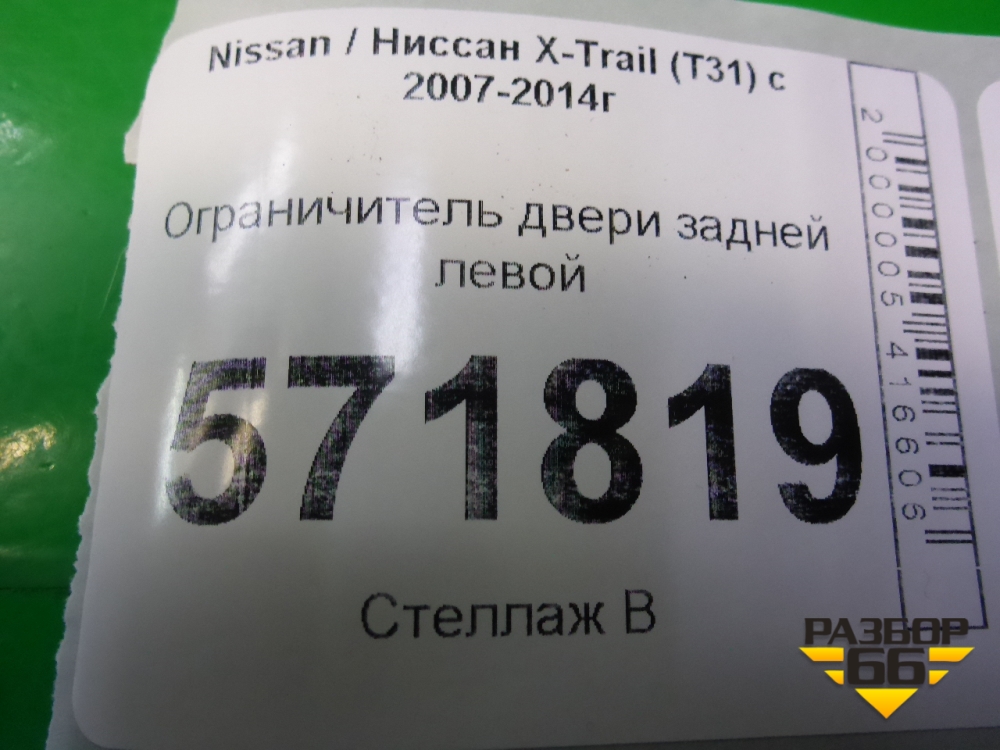 Nissan / Ниссан X-Trail (T31) с
2007-2014г
Ограничитель двери задней
левой
571819
Стеллаж В
2000005416606
РАЗБОР
66